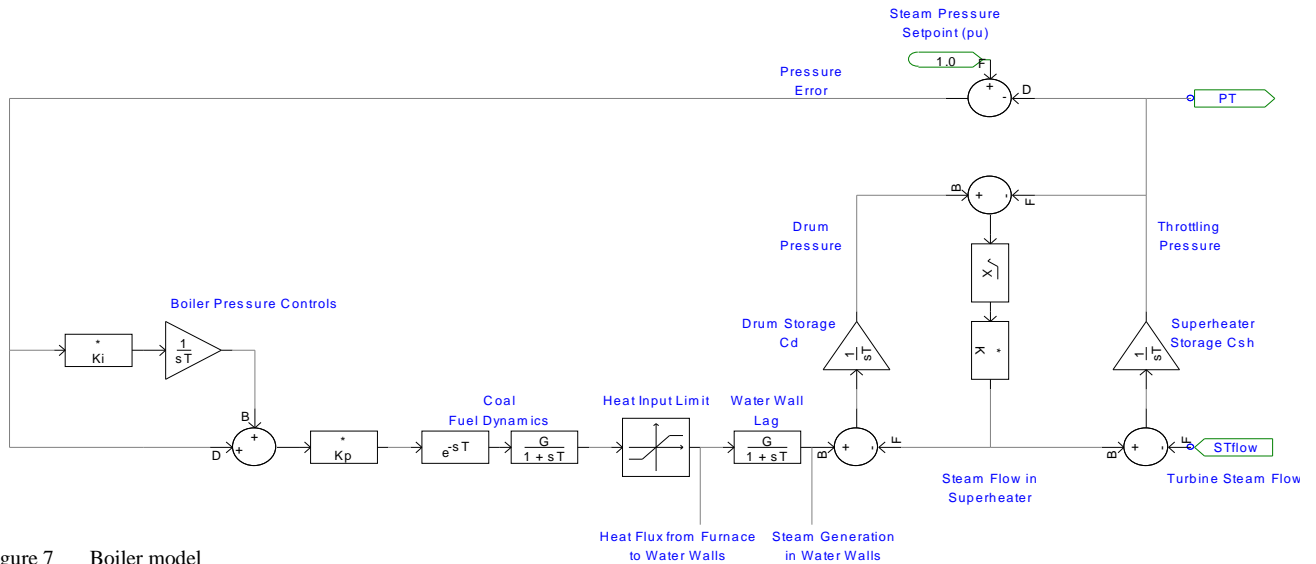 Steam Pressure
Setpoint (pu)
1.0
F
+
-
D
PT
Pressure
Error
B
+
-
F
Drum
Pressure
Throttling
Pressure
√X
*
K
Boiler Pressure Controls
*
Ki
1
sT
Drum Storage
Cd
1
sT
Superheater
Storage Csh
1
sT
B
D
+
+
*
Kp
Coal
Fuel Dynamics
e-sT
G
1 + sT
Heat Input Limit
Water Wall
Lag
G
1 + sT
B
+
-
F
Steam Flow in
Superheater
B
+
-
F
STflow
Turbine Steam Flow
Heat Flux from Furnace
to Water Walls
Steam Generation
in Water Walls
gure 7 Boiler model